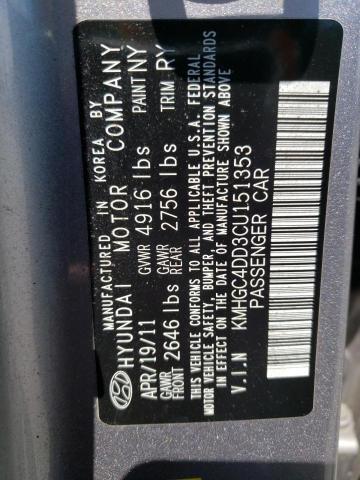 MANUFACTURED IN KOREA BY
HYUNDAI MOTOR COMPANY
APR/19/11 GVWR 4916 lbs PAINT NY
GAWR FRONT 2646 lbs GAWR REAR 2756 lbs TRIM RY
THIS VEHICLE CONFORMS TO ALL APPLICABLE U.S.A. FEDERAL
MOTOR VEHICLE SAFETY, BUMPER, AND THEFT PREVENTION STANDARDS
IN EFFECT ON THE DATE OF MANUFACTURE SHOWN ABOVE
V.I.N KMHGC4DD3CU151353
PASSENGER CAR